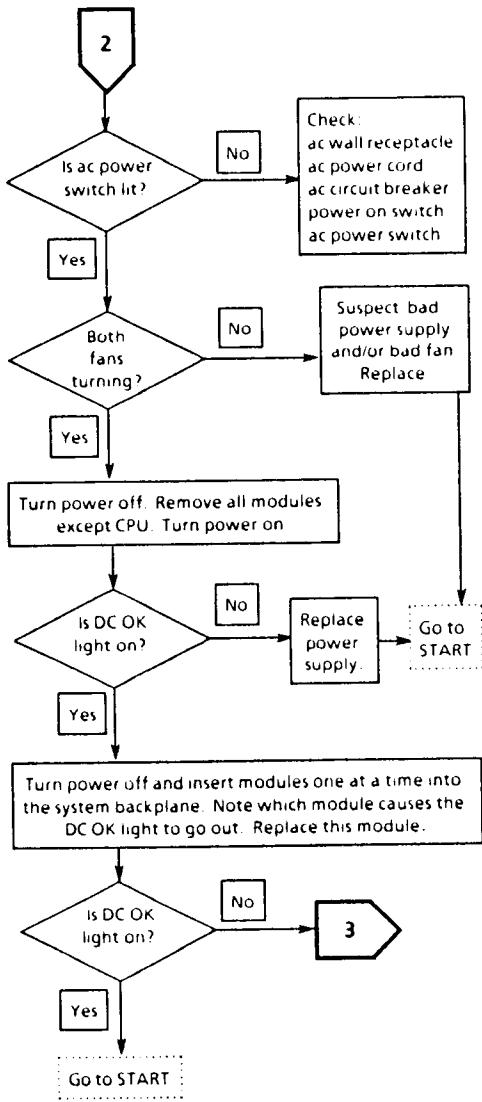 2
Is ac power
switch lit?
No
Check:
ac wall receptacle
ac power cord
ac circuit breaker
power on switch
ac power switch
Yes
Both
fans
turning?
No
Suspect bad
power supply
and/or bad fan
Replace
Yes
Turn power off. Remove all modules
except CPU. Turn power on
Is DC OK
light on?
No
Replace
power
supply.
Go to
START
Yes
Turn power off and insert modules one at a time into
the system backplane. Note which module causes the
DC OK light to go out. Replace this module.
Is DC OK
light on?
No
3
Yes
Go to START